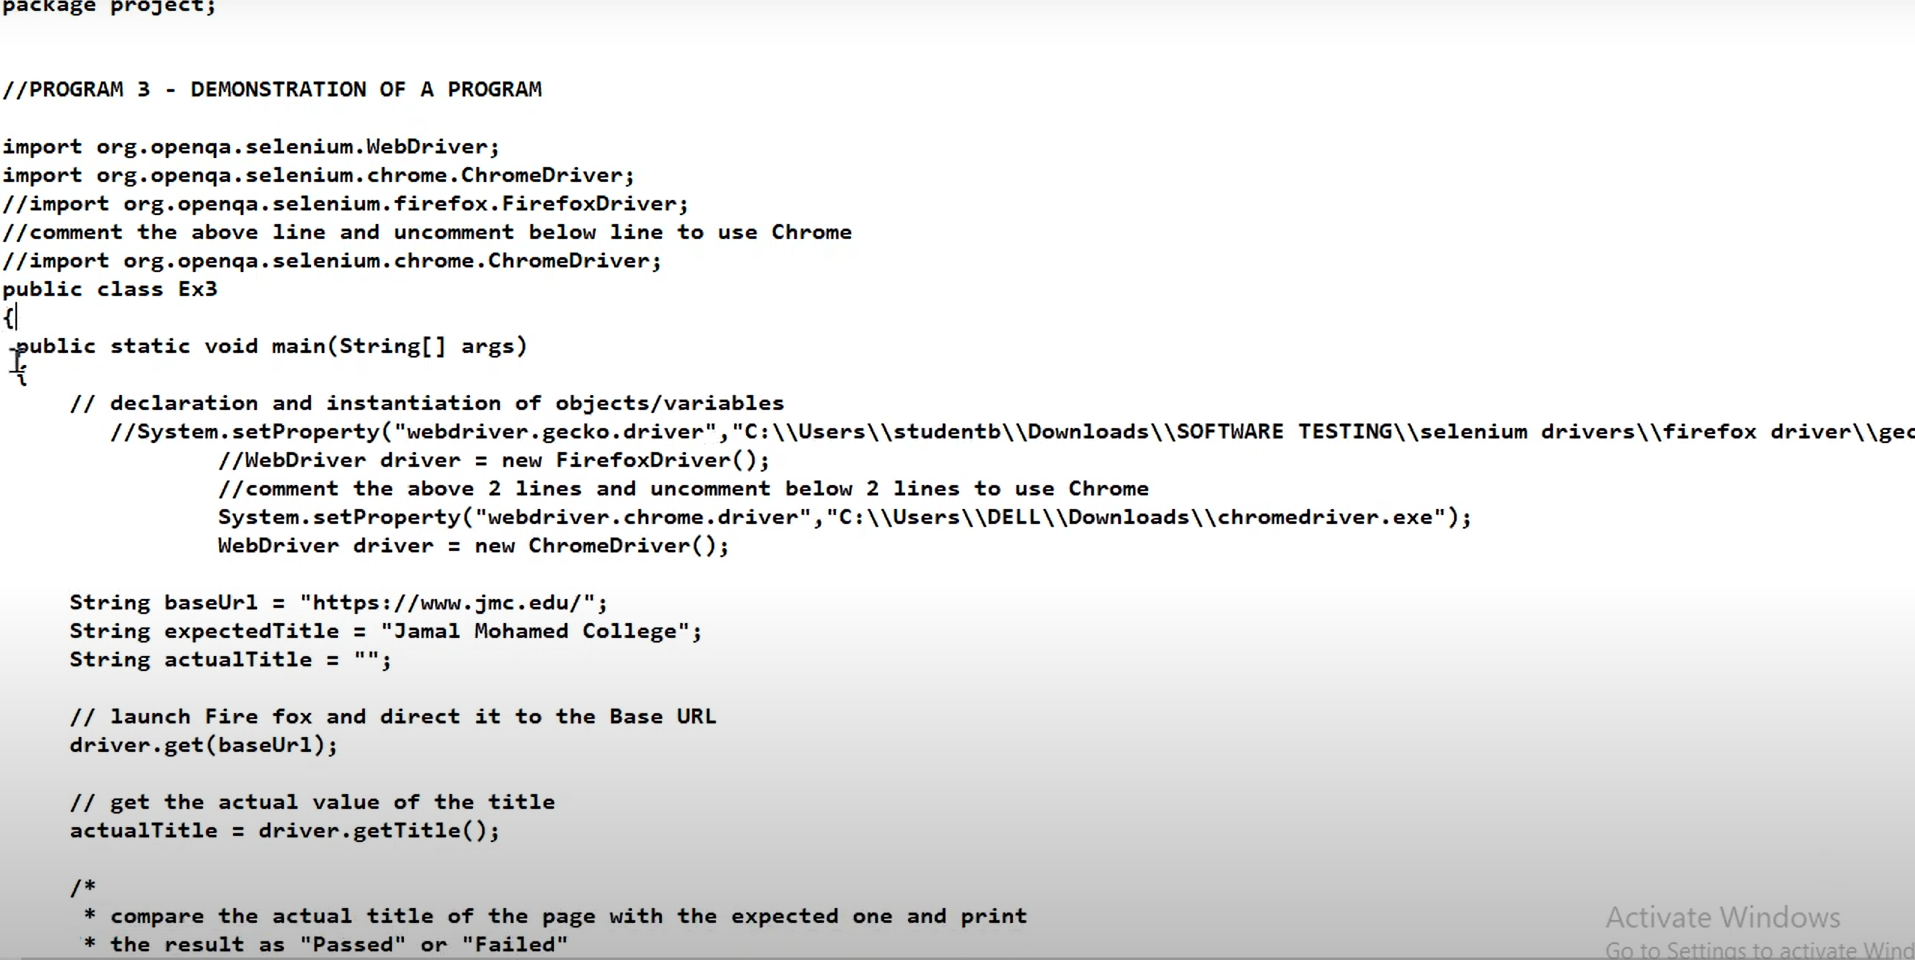 package project;
//PROGRAM 3 - DEMONSTRATION OF A PROGRAM
import org.openqa.selenium.WebDriver;
import org.openqa.selenium.chrome.ChromeDriver;
//import org.openqa.selenium.firefox.FirefoxDriver;
//comment the above line and uncomment below line to use Chrome
//import org.openqa.selenium.chrome.ChromeDriver;
public class Ex3
{
public static void main(String[] args)
{
// declaration and instantiation of objects/variables
//System.setProperty("webdriver.gecko.driver","C:\\Users\\studentb\\Downloads\\SOFTWARE TESTING\\selenium drivers\\firefox driver\\gec
//WebDriver driver = new FirefoxDriver();
//comment the above 2 lines and uncomment below 2 lines to use Chrome
System.setProperty("webdriver.chrome.driver","C:\\Users\\DELL\\Downloads\\chromedriver.exe");
WebDriver driver = new ChromeDriver();
String baseUrl = "https://www.jmc.edu/";
String expectedTitle = "Jamal Mohamed College";
String actualTitle = "";
// launch Fire fox and direct it to the Base URL
driver.get(baseUrl);
// get the actual value of the title
actualTitle = driver.getTitle();
/*
* compare the actual title of the page with the expected one and print
* the result as "Passed" or "Failed"
Activate Windows
Go to Settings to activate Wind